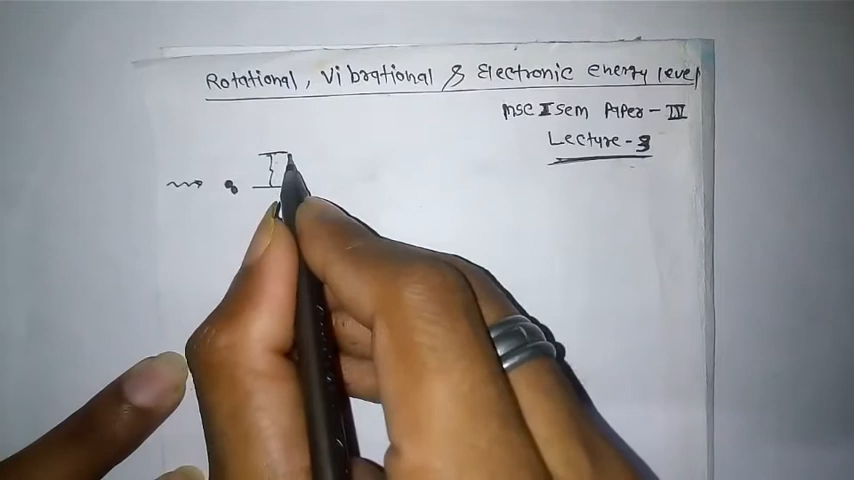 Rotational, Vibrational & Electronic energy level
MSC I Sem Paper - IV
Lecture - 3